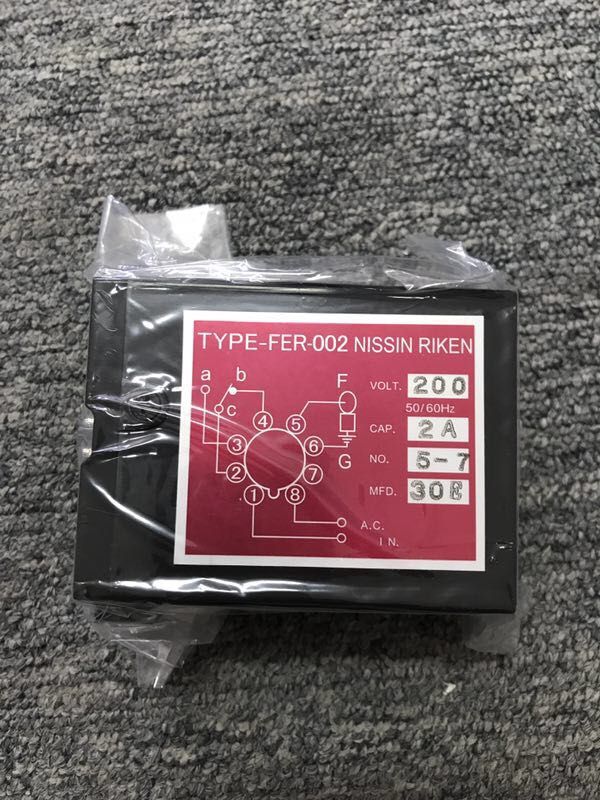 TYPE-FER-002 NISSIN RIKEN
a
b
c
④
③
②
①
⑤
⑥
⑦
⑧
F
G
A.C.
IN.
VOLT. 200
50/60Hz
CAP. 2A
NO. 5-7
MFD. 30E